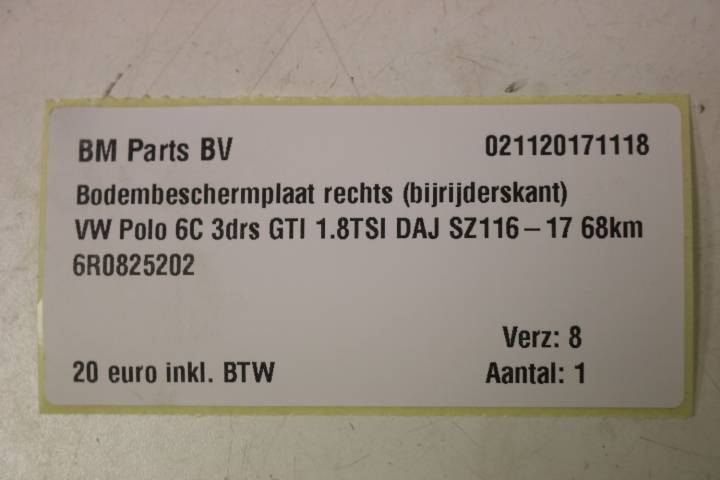 BM Parts BV 021120171118
Bodembeschermplaat rechts (bijrijderskant)
VW Polo 6C 3drs GTI 1.8TSI DAJ SZ116-17 68km
6R0825202
Verz: 8
20 euro inkl. BTW Aantal: 1